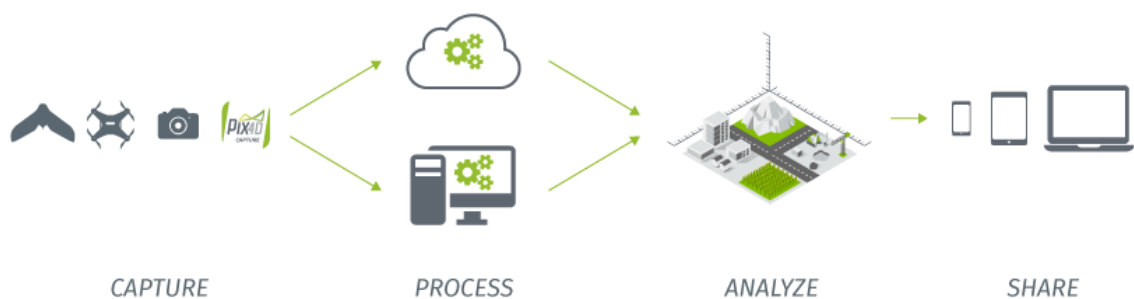 PIX4D
CAPTURE
CAPTURE
PROCESS
ANALYZE
SHARE